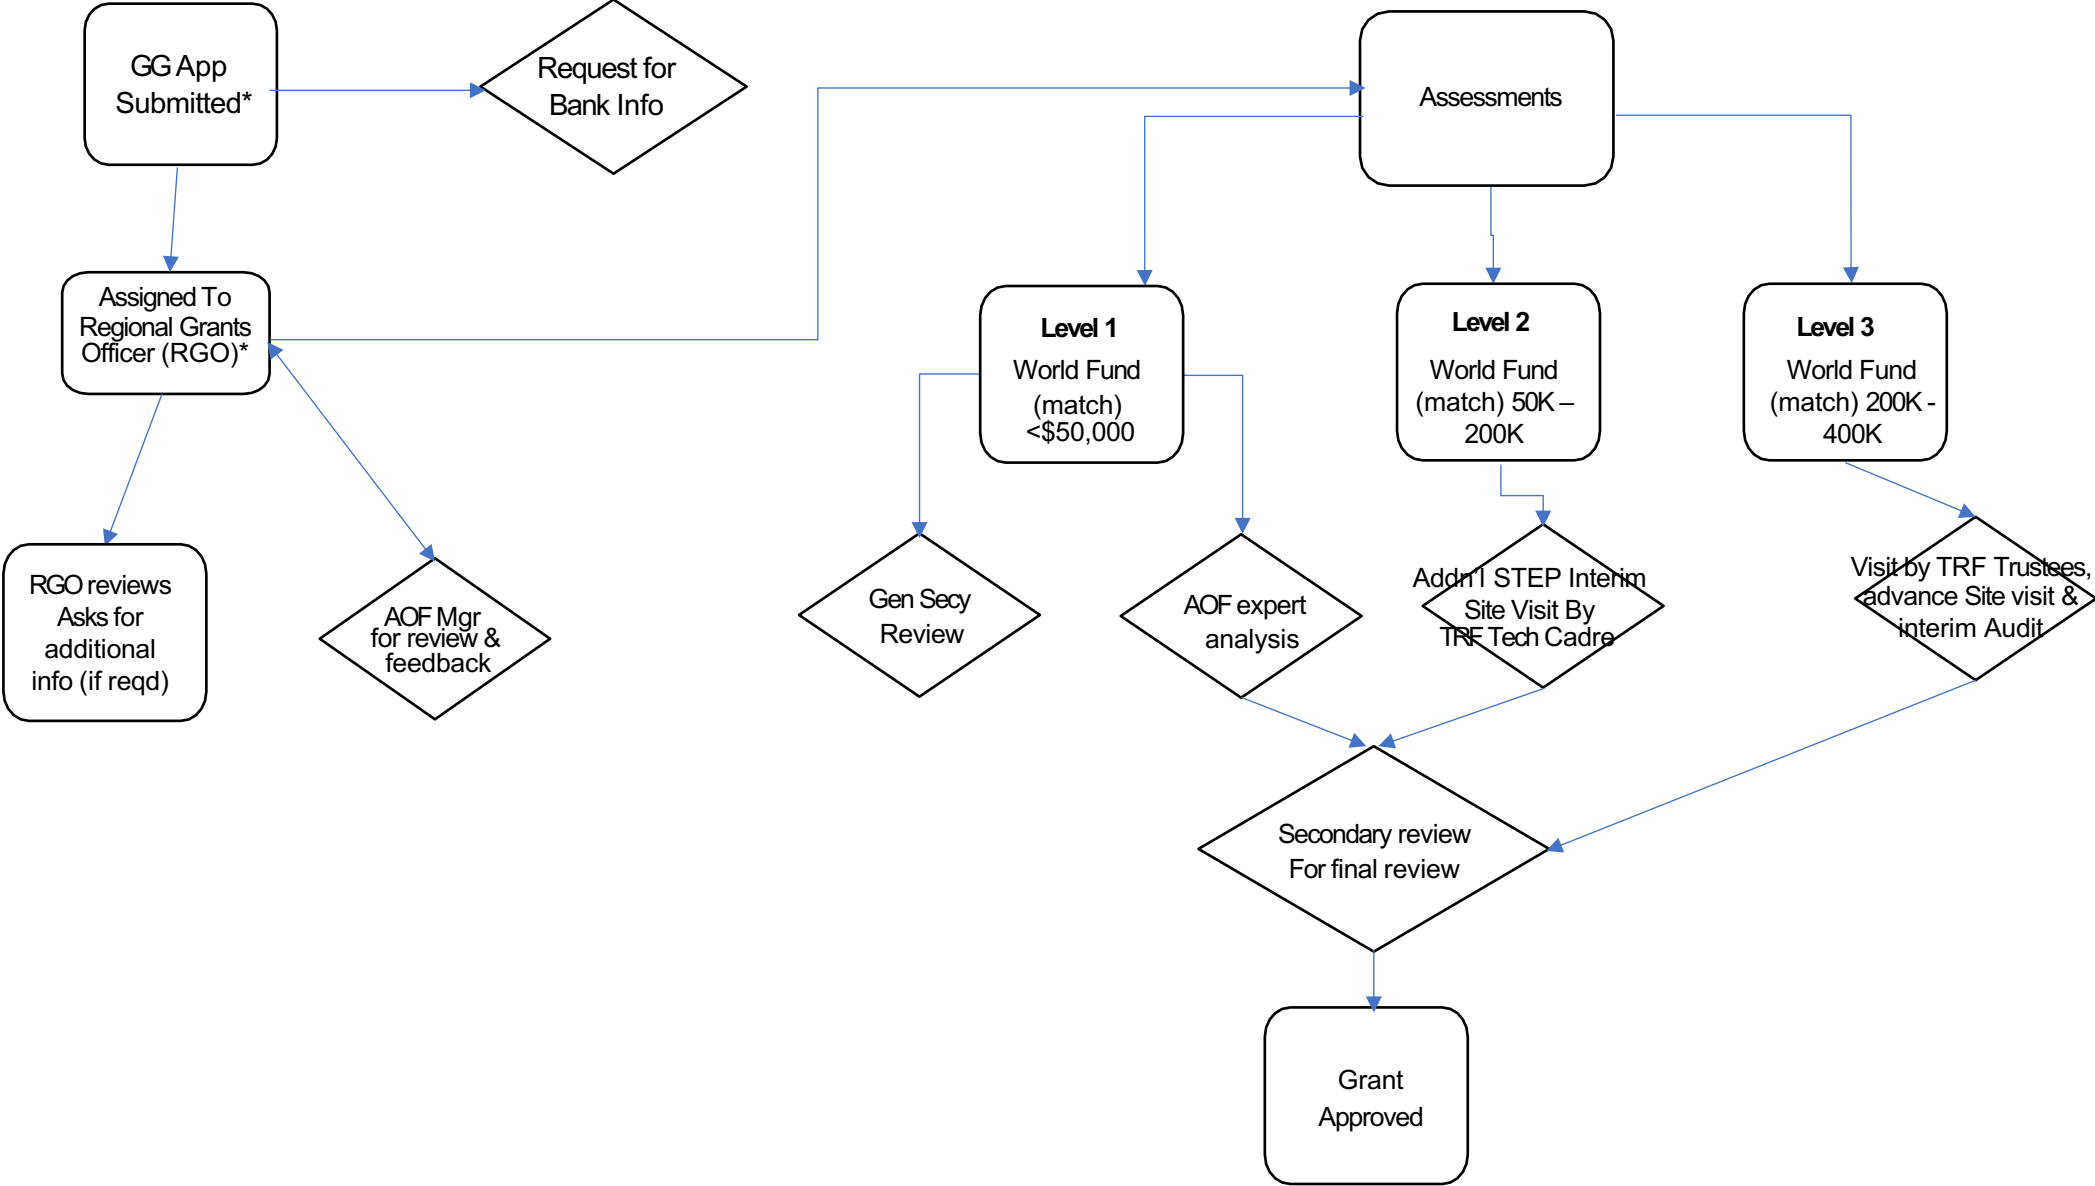 GG App
Submitted*
Request for
Bank Info
Assessments
Assigned To
Regional Grants
Officer (RGO)*
Level 1
World Fund
(match)
<$50,000
Level 2
World Fund
(match) 50K –
200K
Level 3
World Fund
(match) 200K -
400K
RGO reviews
Asks for
additional
info (if reqd)
AOF Mgr
for review &
feedback
Gen Secy
Review
AOF expert
analysis
Addn'l STEP Interim
Site Visit By
TRF Tech Cadre
Visit by TRF Trustees,
advance Site visit &
interim Audit
Secondary review
For final review
Grant
Approved